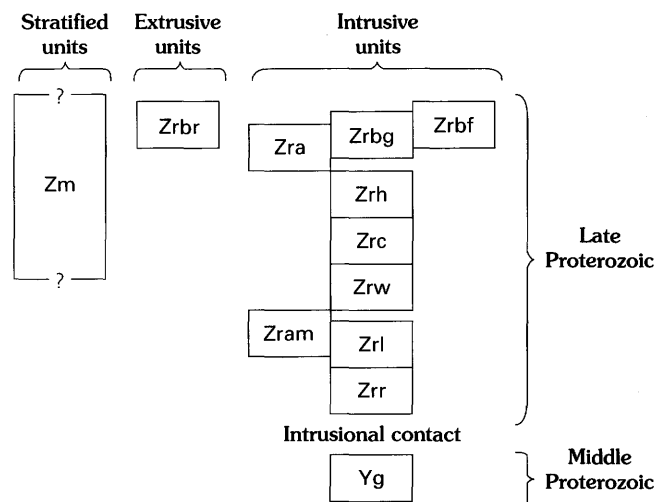 Stratified units
Extrusive units
Intrusive units
?
Zm
?
Zrbr
Zra
Zrbg
Zrbf
Zrh
Zrc
Zrw
Zram
Zrl
Zrr
Late Proterozoic
Intrusional contact
Yg
Middle Proterozoic